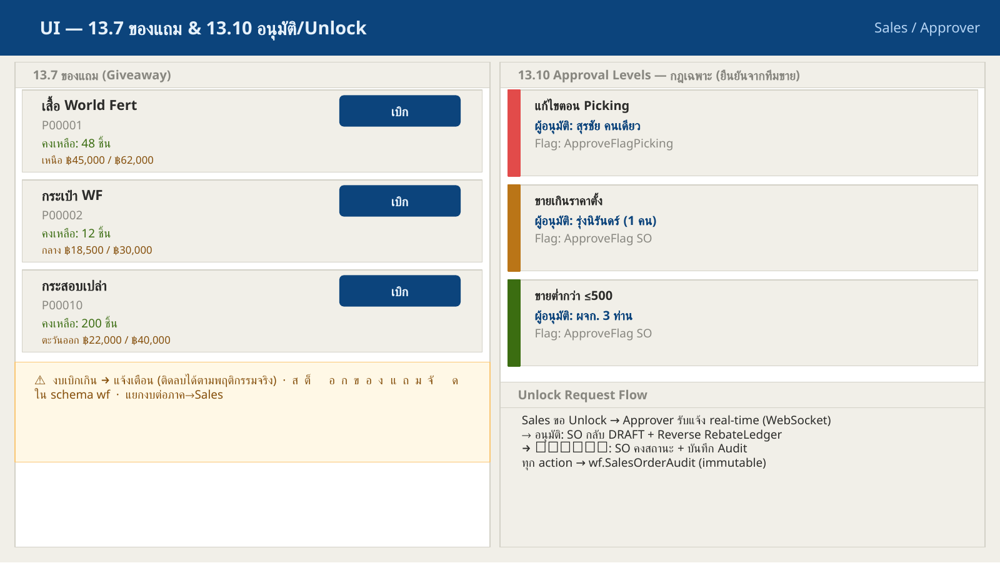 UI — 13.7 ของแถม & 13.10 อนุมัติ/Unlock
Sales / Approver
13.7 ของแถม (Giveaway)
เสื้อ World Fert
P00001
คงเหลือ: 48 ชิ้น
เหนือ ฿45,000 / ฿62,000
เบิก
กระเป๋า WF
P00002
คงเหลือ: 12 ชิ้น
กลาง ฿18,500 / ฿30,000
เบิก
กระสอบเปล่า
P00010
คงเหลือ: 200 ชิ้น
ตะวันออก ฿22,000 / ฿40,000
เบิก
⚠ งบเบิกเกิน → แจ้งเตือน (ติดลบได้ตามพฤติกรรมจริง) · สต็อกของแถมจัด
ใน schema wf · แยกงบต่อภาค→Sales
13.10 Approval Levels — กฎเฉพาะ (ยืนยันจากทีมขาย)
แก้ไขตอน Picking
ผู้อนุมัติ: สุรชัย คนเดียว
Flag: ApproveFlagPicking
ขายเกินราคาตั้ง
ผู้อนุมัติ: รุ่งนิรันดร์ (1 คน)
Flag: ApproveFlag SO
ขายต่ำกว่า ≤500
ผู้อนุมัติ: ผจก. 3 ท่าน
Flag: ApproveFlag SO
Unlock Request Flow
Sales ขอ Unlock → Approver รับแจ้ง real-time (WebSocket)
→ อนุมัติ: SO กลับ DRAFT + Reverse RebateLedger
→ : SO คงสถานะ + บันทึก Audit
ทุก action → wf.SalesOrderAudit (immutable)